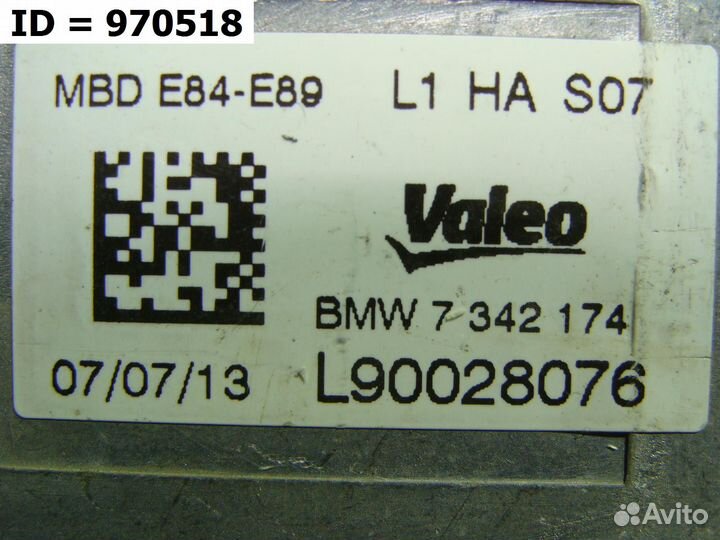 ID = 970518
MBD E84-E89 L1 HA S07
Valeo
BMW 7 342 174
07/07/13 L90028076
Avito